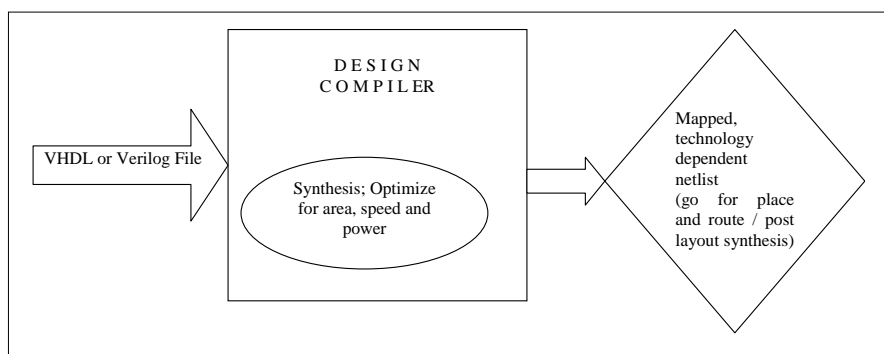 VHDL or Verilog File
D E S I G N
C O M P I L E R
Synthesis; Optimize
for area, speed and
power
Mapped,
technology
dependent
netlist
(go for place
and route / post
layout synthesis)